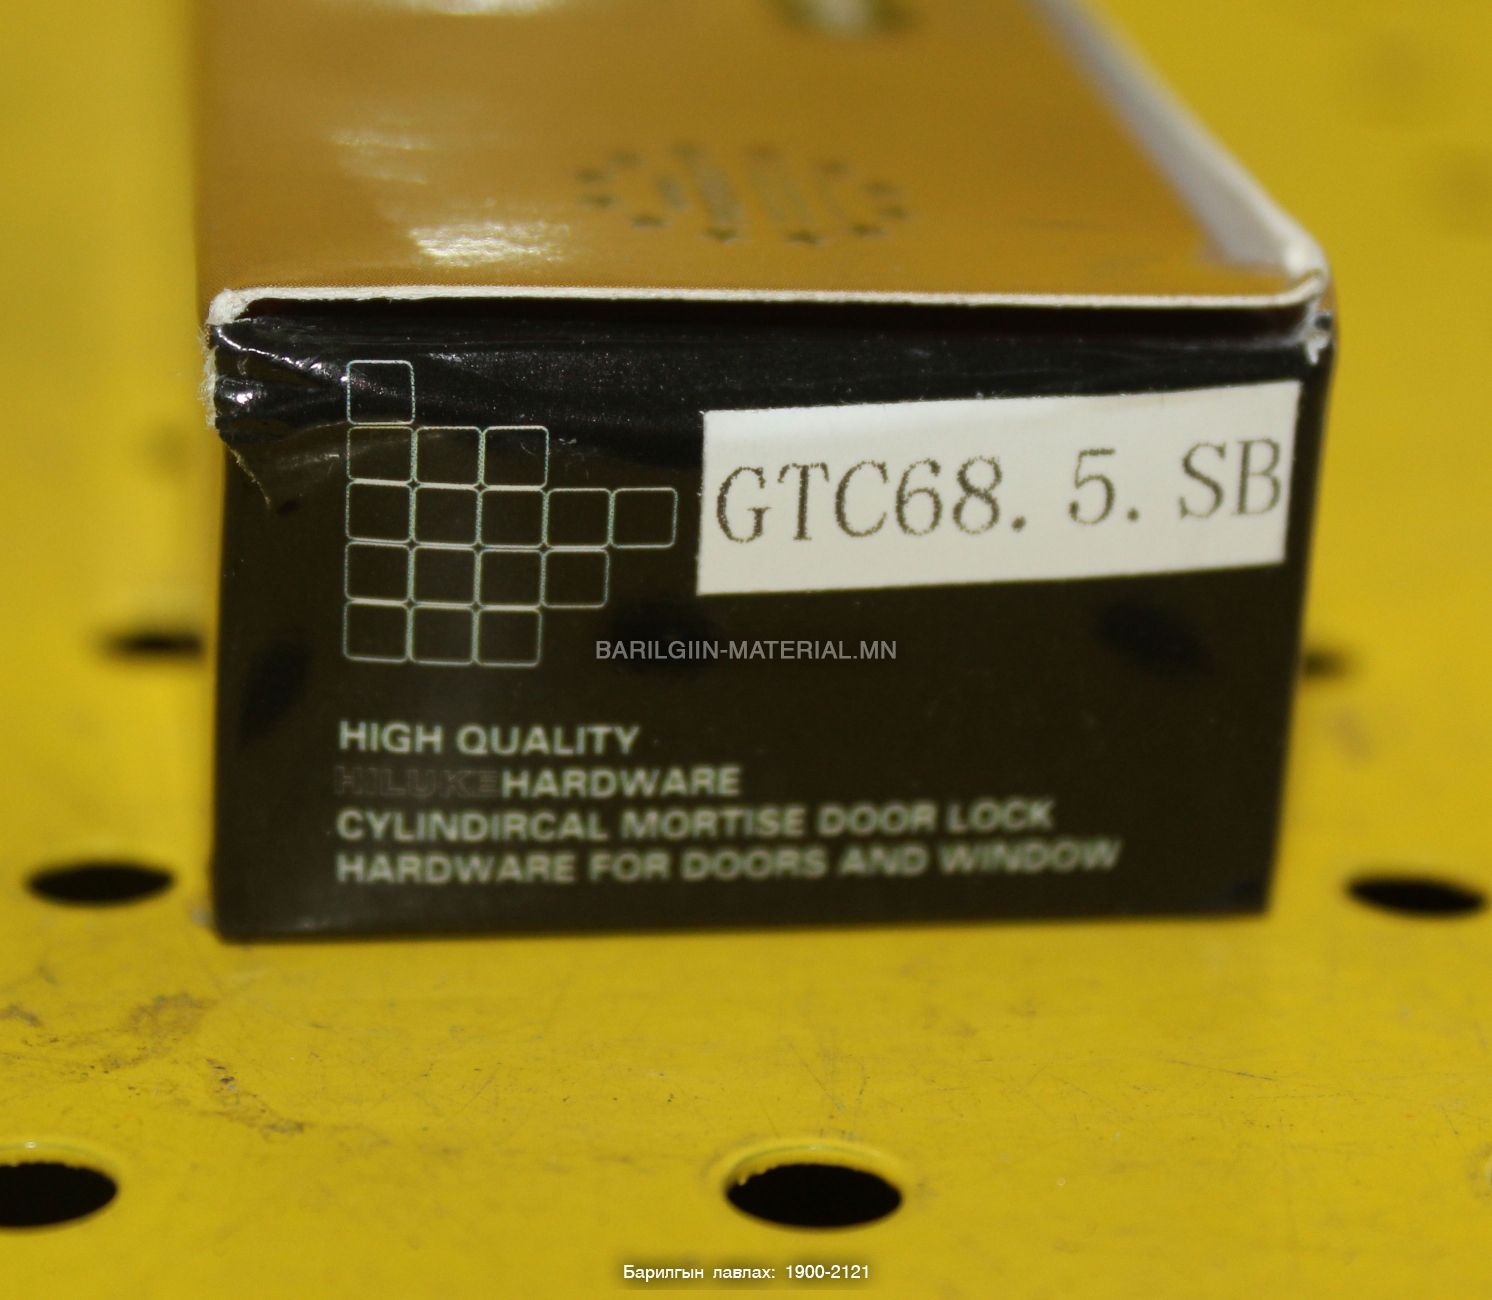 GTC68. 5. SB
BARILGIIN-MATERIAL.MN
HIGH QUALITY
HILUKE HARDWARE
CYLINDIRCAL MORTISE DOOR LOCK
HARDWARE FOR DOORS AND WINDOW
Барилгын лавлах: 1900-2121